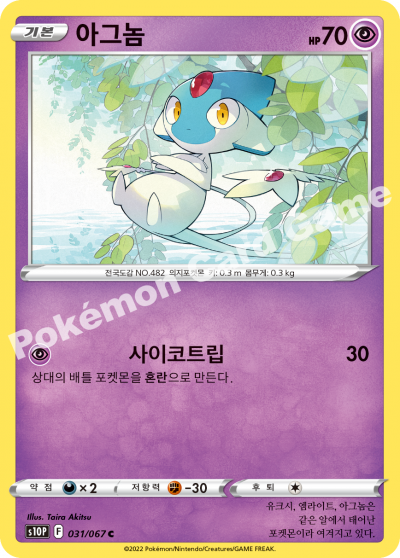 기본 아그놈 HP 70
전국도감 NO.482 의지포켓몬 키: 0.3 m 몸무게: 0.3 kg
Pokémon Card Game
사이코트립 30
상대의 배틀 포켓몬을 혼란으로 만든다.
약점 ×2 저항력 -30 후퇴
Illus. Taira Akitsu
s10P F 031/067 C
유크시, 엠라이트, 아그놈은
같은 알에서 태어난
포켓몬이라 여겨지고 있다.
©2022 Pokémon/Nintendo/Creatures/GAME FREAK.